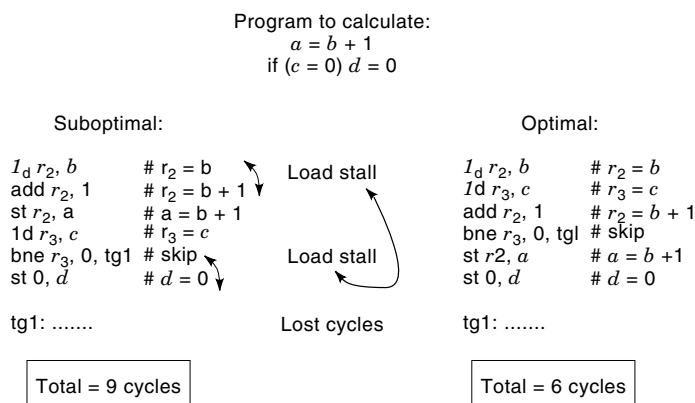 Program to calculate:
a = b + 1
if (c = 0) d = 0
Suboptimal:
1d r2, b # r2 = b
add r2, 1 # r2 = b + 1
st r2, a # a = b + 1
1d r3, c # r3 = c
bne r3, 0, tg1 # skip
st 0, d # d = 0
tg1: .......
Total = 9 cycles
Load stall
Load stall
Lost cycles
Optimal:
1d r2, b # r2 = b
1d r3, c # r3 = c
add r2, 1 # r2 = b + 1
bne r3, 0, tgl # skip
st r2, a # a = b +1
st 0, d # d = 0
tg1: .......
Total = 6 cycles